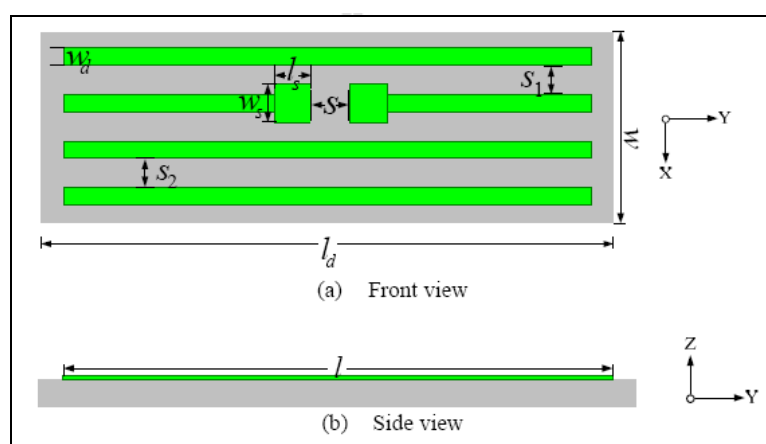 w_d
l_s
s_1
w_s
s
Y
w
X
s_2
l_d
(a) Front view
Z
l
Y
(b) Side view